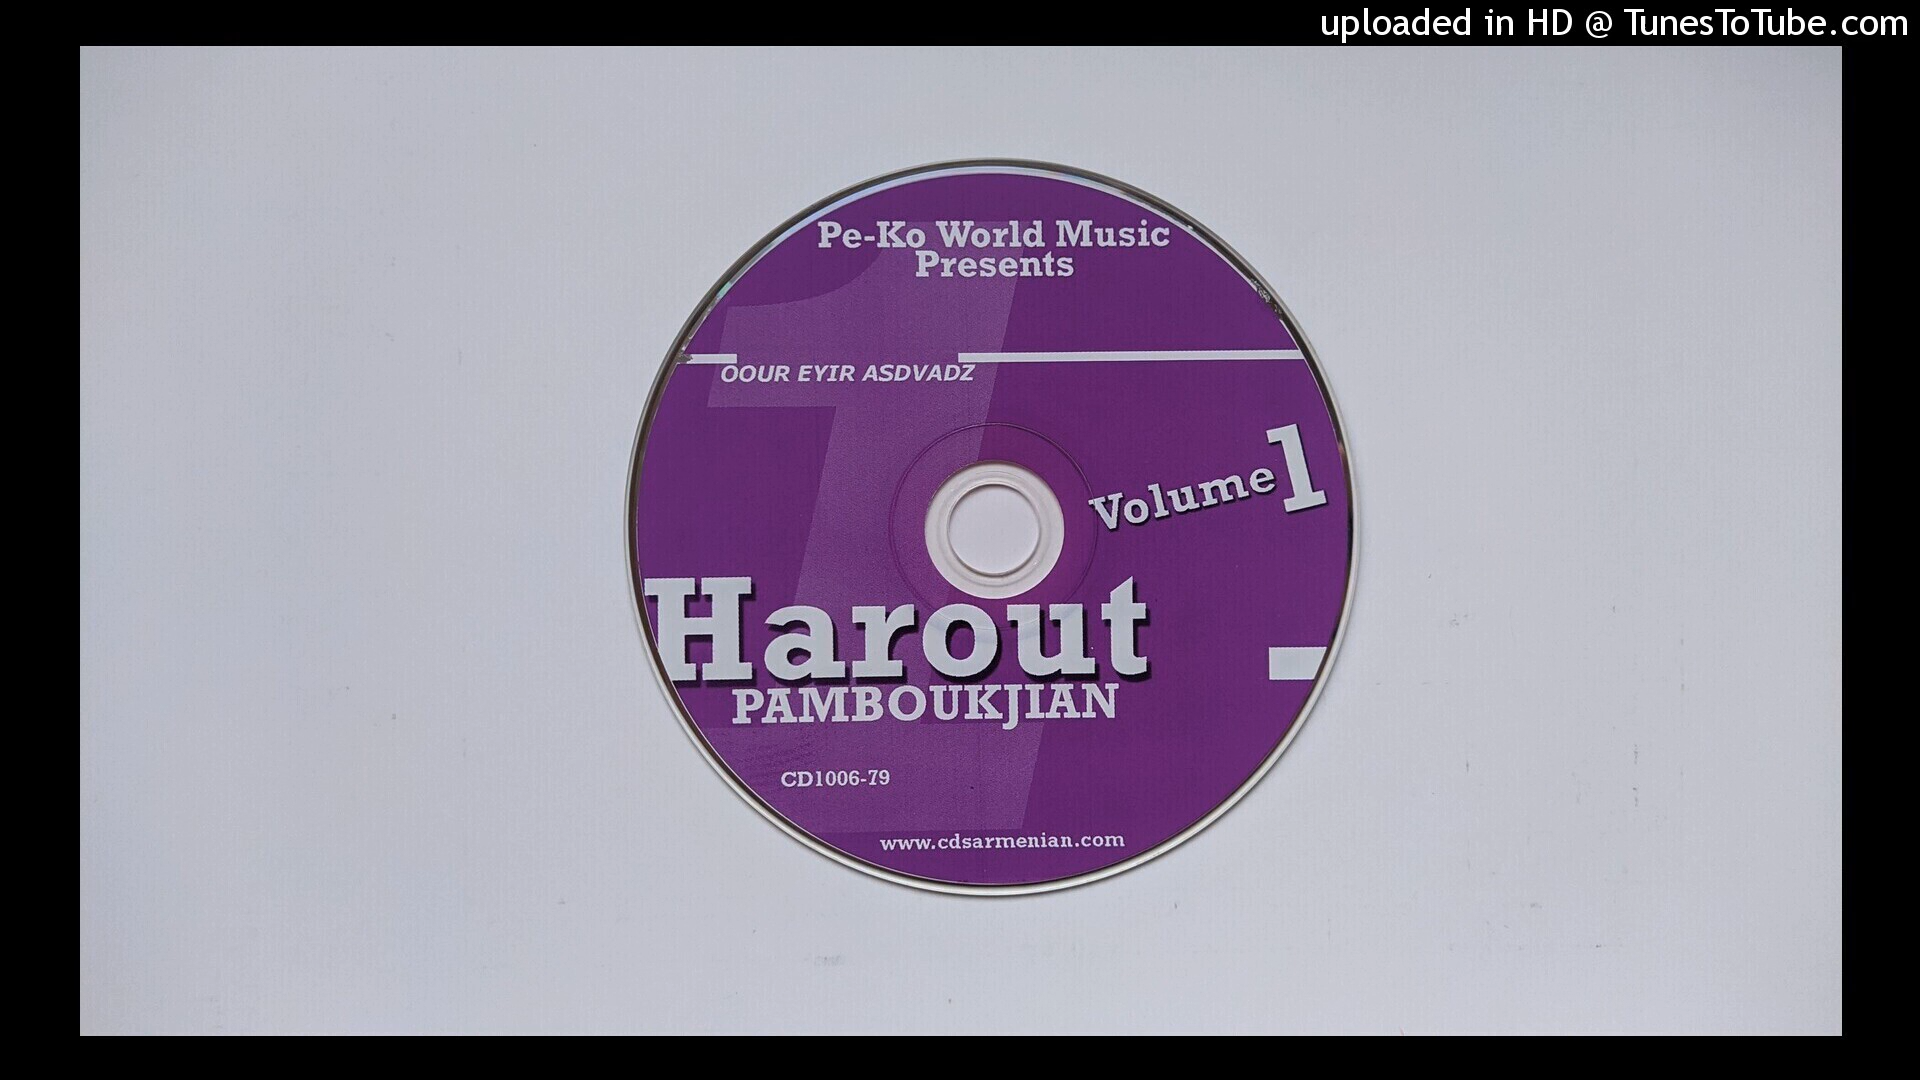 uploaded in HD @ TunesToTube.com
Pe-Ko World Music
Presents
OOUR EYIR ASDVADZ
Volume 1
Harout
PAMBOUKJIAN
CD1006-79
www.cdsarmenian.com